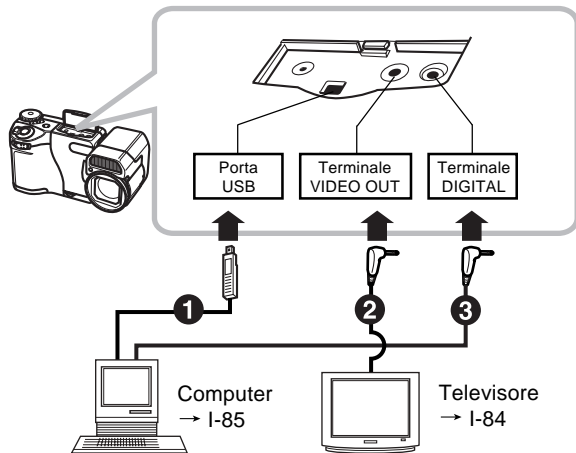 Porta
USB
Terminale
VIDEO OUT
Terminale
DIGITAL
1
2
3
Computer
→ I-85
Televisore
→ I-84